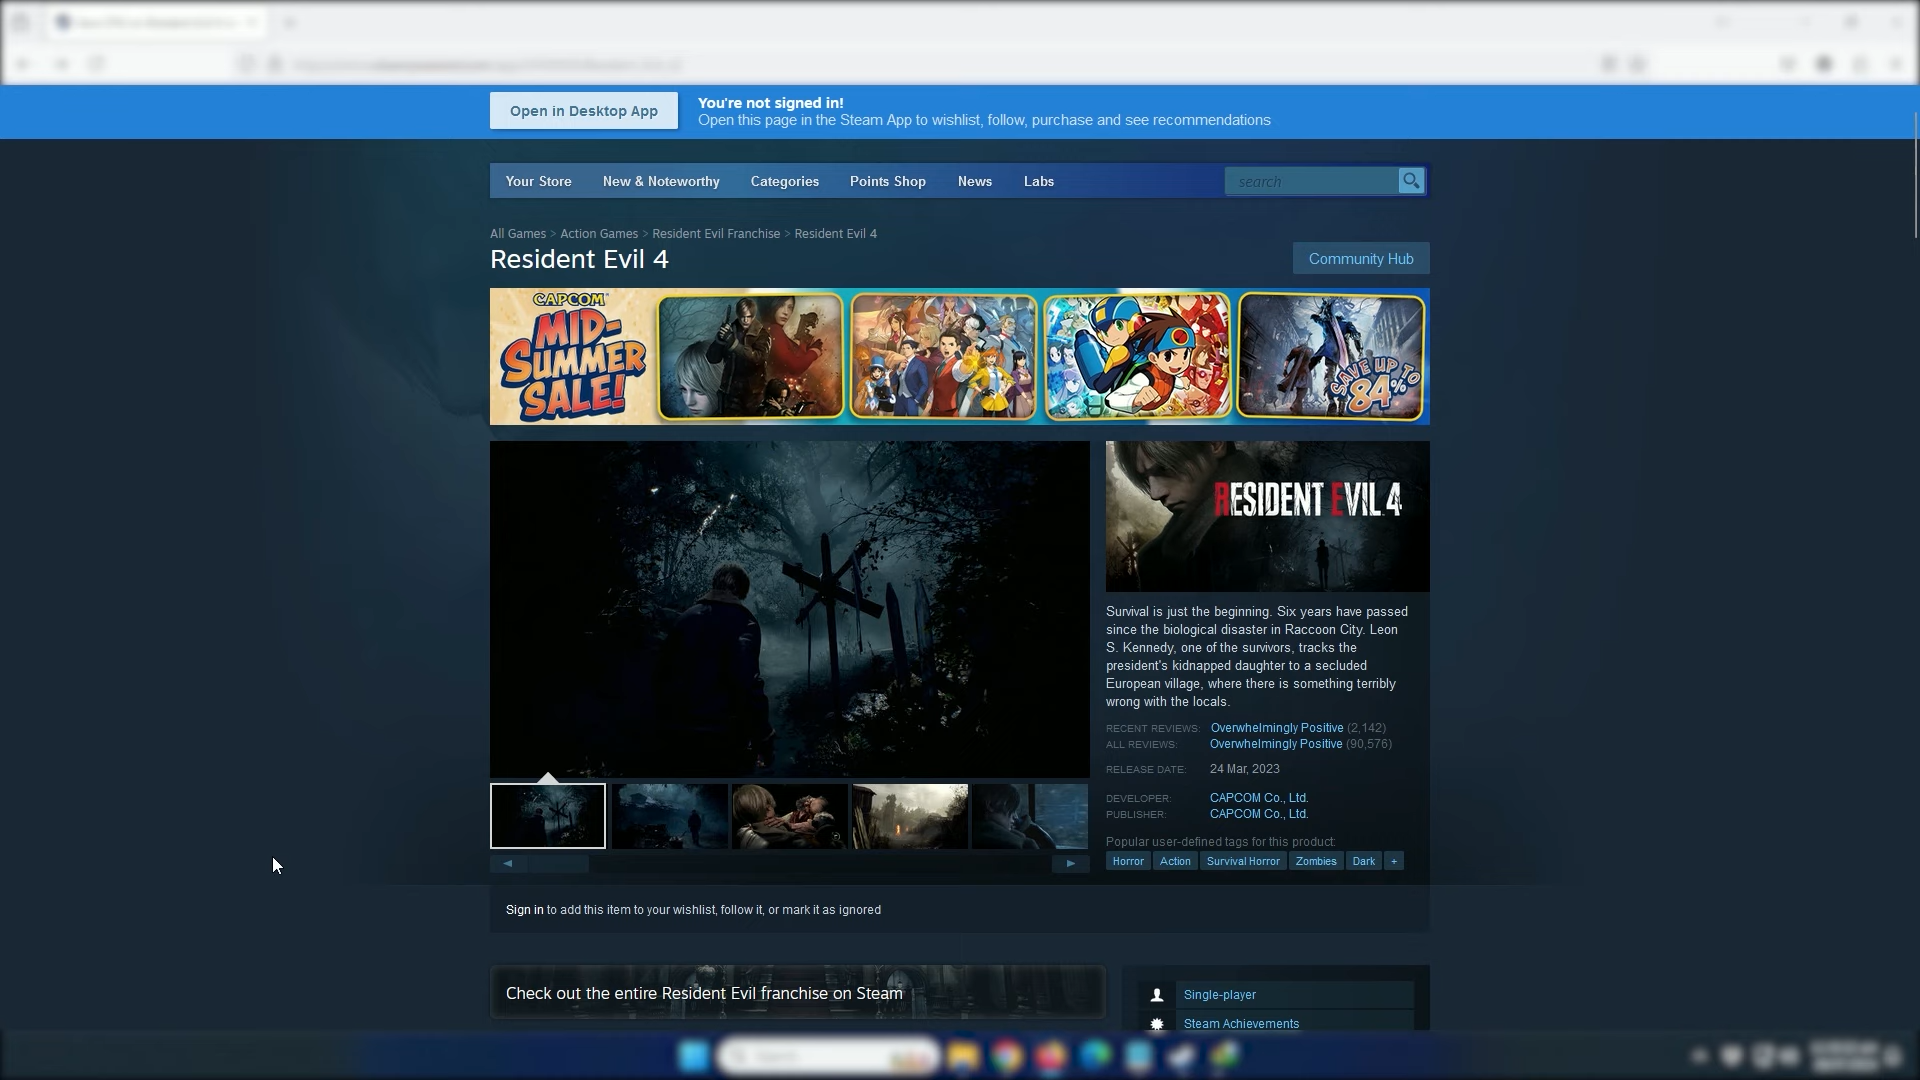 Open in Desktop App
You're not signed in!
Open this page in the Steam App to wishlist, follow, purchase and see recommendations
Your Store New & Noteworthy Categories Points Shop News Labs search
All Games > Action Games > Resident Evil Franchise > Resident Evil 4
Resident Evil 4
Community Hub
CAPCOM
MID-
SUMMER
SALE!
SAVE UP TO
84%
RESIDENT EVIL 4
Survival is just the beginning. Six years have passed
since the biological disaster in Raccoon City. Leon
S. Kennedy, one of the survivors, tracks the
president's kidnapped daughter to a secluded
European village, where there is something terribly
wrong with the locals.
RECENT REVIEWS: Overwhelmingly Positive (2,142)
ALL REVIEWS: Overwhelmingly Positive (90,576)
RELEASE DATE: 24 Mar, 2023
DEVELOPER: CAPCOM Co., Ltd.
PUBLISHER: CAPCOM Co., Ltd.
Popular user-defined tags for this product:
Horror Action Survival Horror Zombies Dark +
Sign in to add this item to your wishlist, follow it, or mark it as ignored
Check out the entire Resident Evil franchise on Steam
Single-player
Steam Achievements